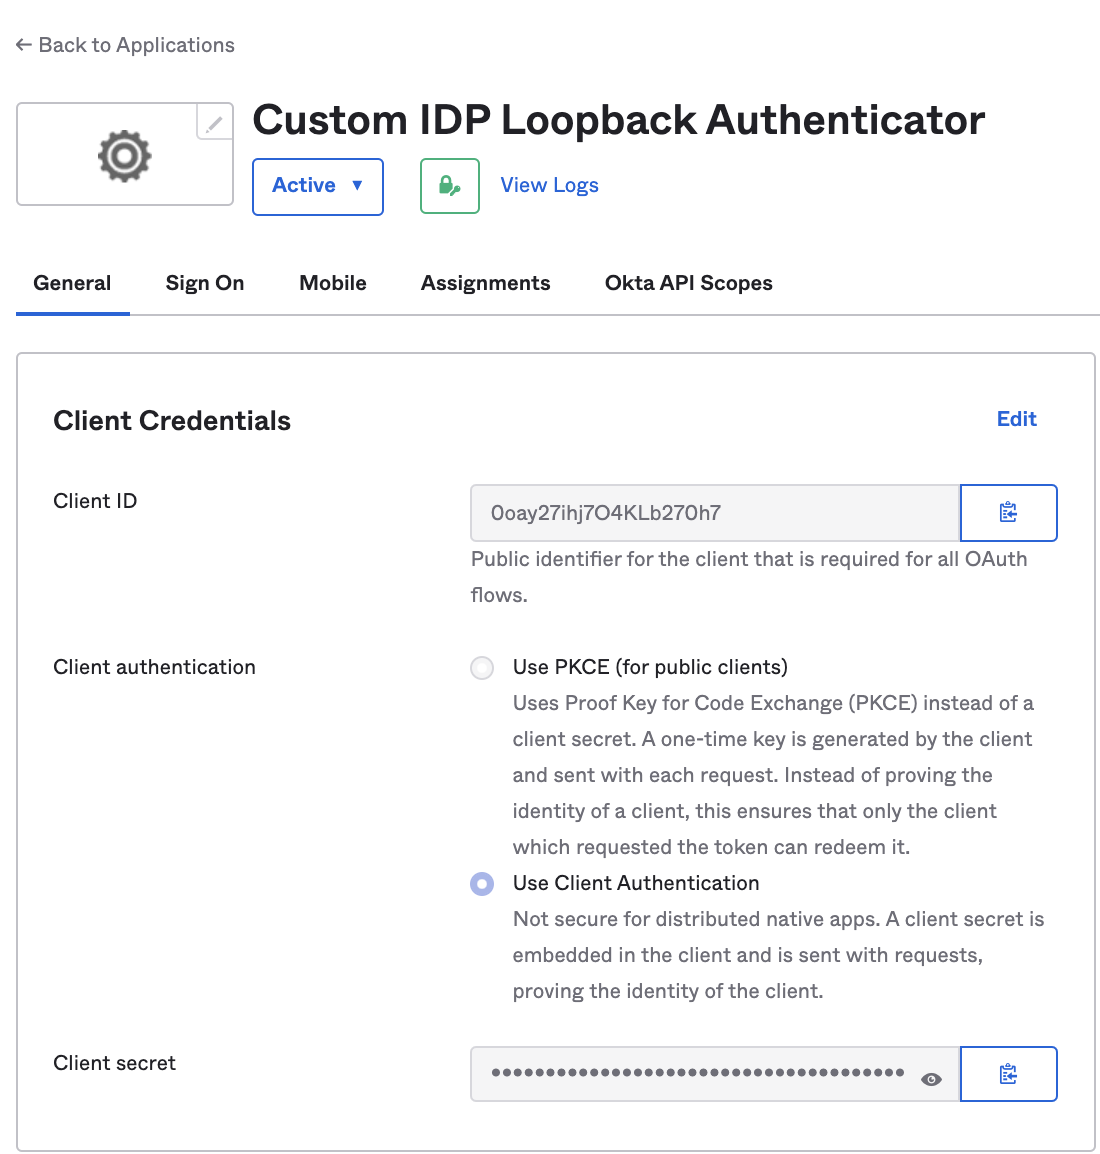 ← Back to Applications
Custom IDP Loopback Authenticator
Active ▼
View Logs
General Sign On Mobile Assignments Okta API Scopes
Client Credentials
Edit
Client ID
0oay27ihj7O4KLb270h7
Public identifier for the client that is required for all OAuth
flows.
Client authentication
Use PKCE (for public clients)
Uses Proof Key for Code Exchange (PKCE) instead of a
client secret. A one-time key is generated by the client
and sent with each request. Instead of proving the
identity of a client, this ensures that only the client
which requested the token can redeem it.
Use Client Authentication
Not secure for distributed native apps. A client secret is
embedded in the client and is sent with requests,
proving the identity of the client.
Client secret
••••••••••••••••••••••••••••••••••••••